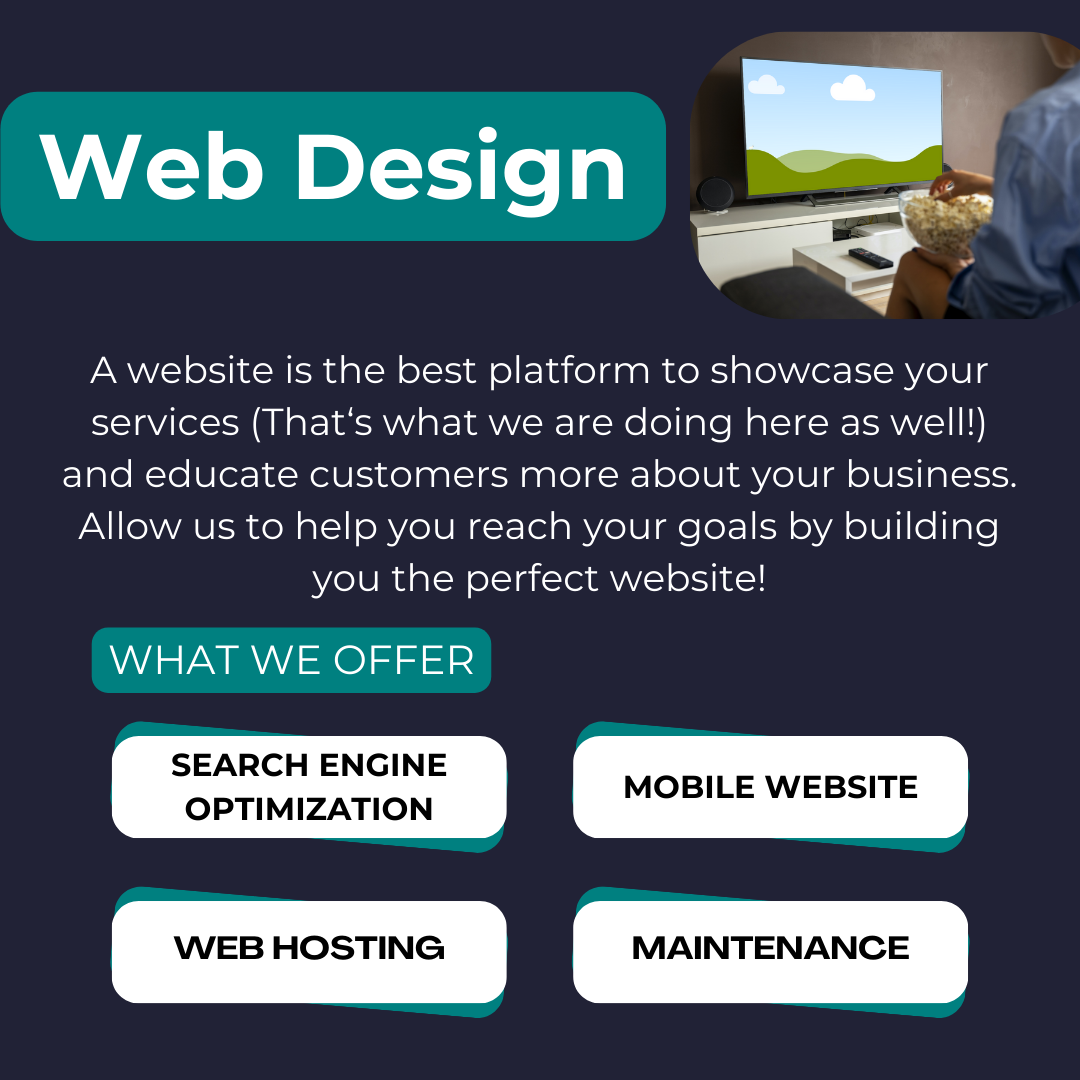 Web Design
A website is the best platform to showcase your
services (That‘s what we are doing here as well!)
and educate customers more about your business.
Allow us to help you reach your goals by building
you the perfect website!
WHAT WE OFFER
SEARCH ENGINE
OPTIMIZATION
MOBILE WEBSITE
WEB HOSTING
MAINTENANCE